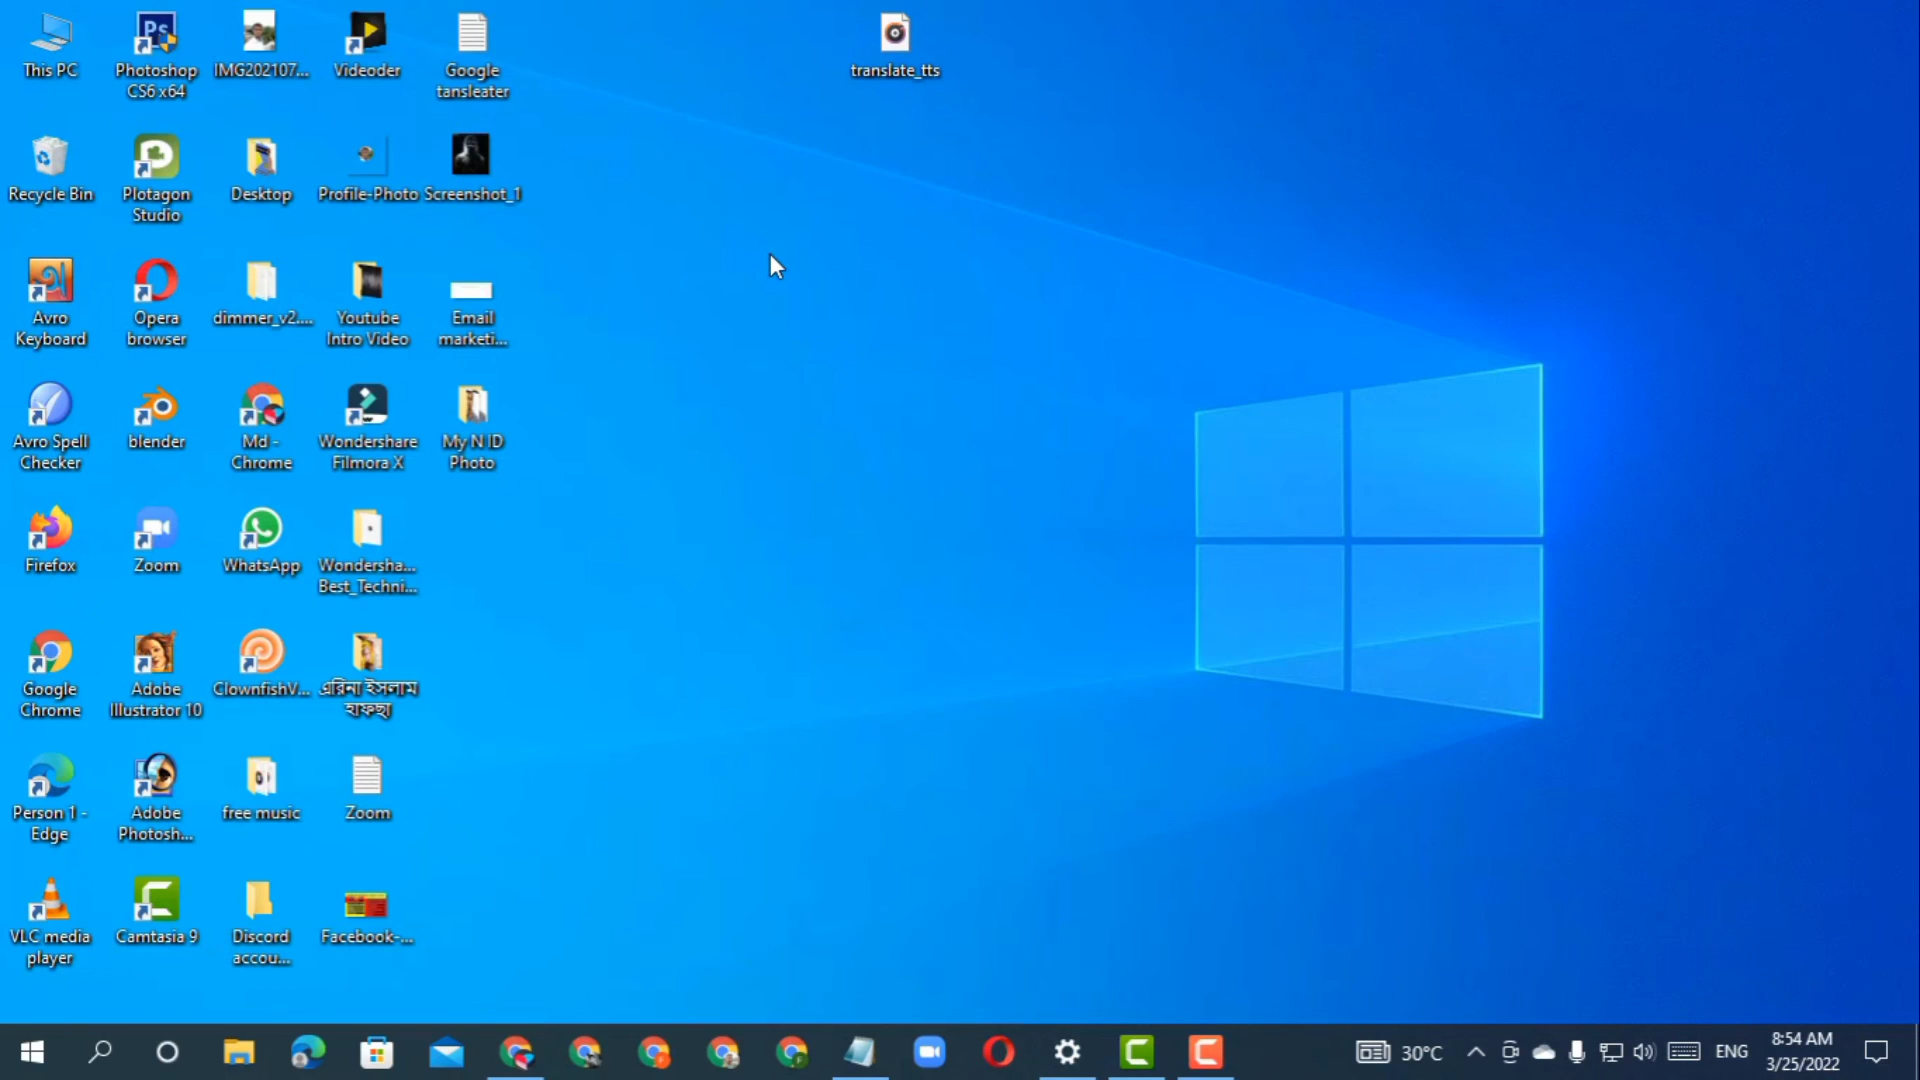 This PC
Photoshop
CS6 x64
IMG202107...
Videoder
Google
tansleater
translate_tts
Recycle Bin
Plotagon
Studio
Desktop
Profile-Photo
Screenshot_1
Avro
Keyboard
Opera
browser
dimmer_v2....
Youtube
Intro Video
Email
marketi...
Avro Spell
Checker
blender
Md -
Chrome
Wondershare
Filmora X
My N ID
Photo
Firefox
Zoom
WhatsApp
Wondersha...
Best_Techni...
Google
Chrome
Adobe
Illustrator 10
ClownfishV...
এরিনা ইসলাম
হাফছা
Person 1 -
Edge
Adobe
Photosh...
free music
Zoom
VLC media
player
Camtasia 9
Discord
accou...
Facebook-...
30°C
ENG
8:54 AM
3/25/2022